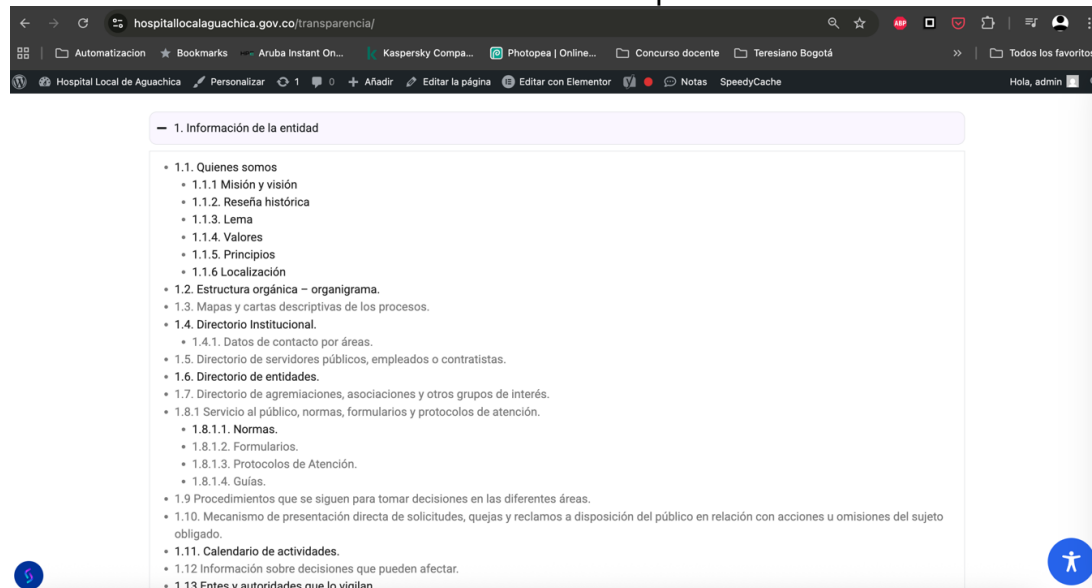 hospitallocalaguachica.gov.co/transparencia/
ABP
Automatizacion
Bookmarks
Aruba Instant On...
Kaspersky Compa...
Photopea | Online...
Concurso docente
Teresiano Bogotá
»
Todos los favoritos
Hospital Local de Aguachica
Personalizar
1
0
+ Añadir
Editar la página
Editar con Elementor
Notas
SpeedyCache
Hola, admin
1. Información de la entidad
1.1. Quienes somos
1.1.1 Misión y visión
1.1.2. Reseña histórica
1.1.3. Lema
1.1.4. Valores
1.1.5. Principios
1.1.6 Localización
1.2. Estructura orgánica – organigrama.
1.3. Mapas y cartas descriptivas de los procesos.
1.4. Directorio Institucional.
1.4.1. Datos de contacto por áreas.
1.5. Directorio de servidores públicos, empleados o contratistas.
1.6. Directorio de entidades.
1.7. Directorio de agremiaciones, asociaciones y otros grupos de interés.
1.8.1 Servicio al público, normas, formularios y protocolos de atención.
1.8.1.1. Normas.
1.8.1.2. Formularios.
1.8.1.3. Protocolos de Atención.
1.8.1.4. Guías.
1.9 Procedimientos que se siguen para tomar decisiones en las diferentes áreas.
1.10. Mecanismo de presentación directa de solicitudes, quejas y reclamos a disposición del público en relación con acciones u omisiones del sujeto
obligado.
1.11. Calendario de actividades.
1.12 Información sobre decisiones que pueden afectar.
1.13 Entes y autoridades que lo vigilan.